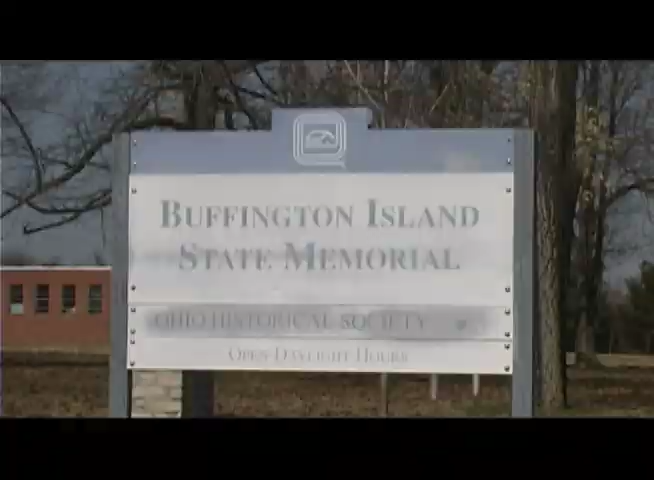 BUFFINGTON ISLAND
STATE MEMORIAL
OHIO HISTORICAL SOCIETY
OPEN DAYLIGHT HOURS